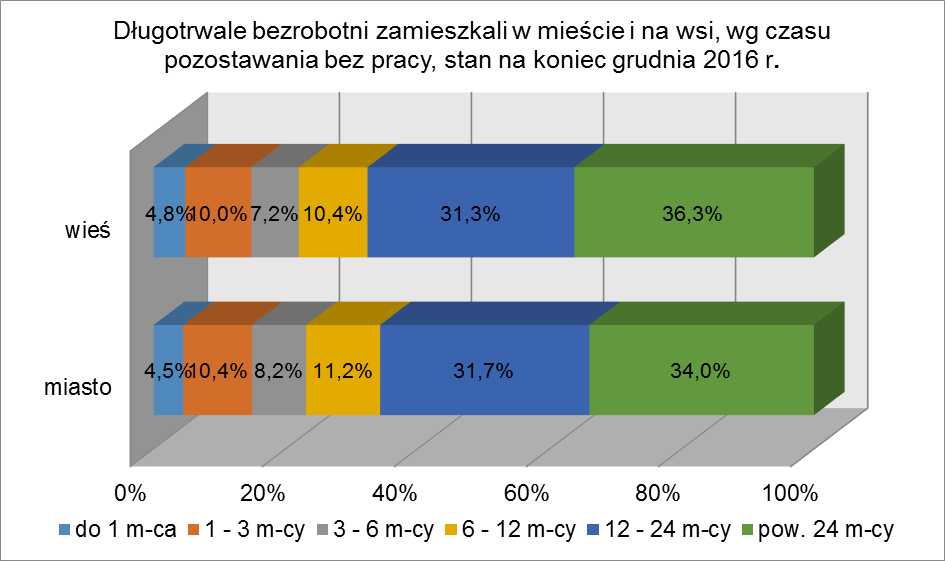 Długotrwale bezrobotni zamieszkali w mieście i na wsi, wg czasu
pozostawania bez pracy, stan na koniec grudnia 2016 r.
wieś
4,8% 10,0% 7,2% 10,4% 31,3% 36,3%
miasto
4,5% 10,4% 8,2% 11,2% 31,7% 34,0%
0% 20% 40% 60% 80% 100%
do 1 m-ca 1 - 3 m-cy 3 - 6 m-cy 6 - 12 m-cy 12 - 24 m-cy pow. 24 m-cy